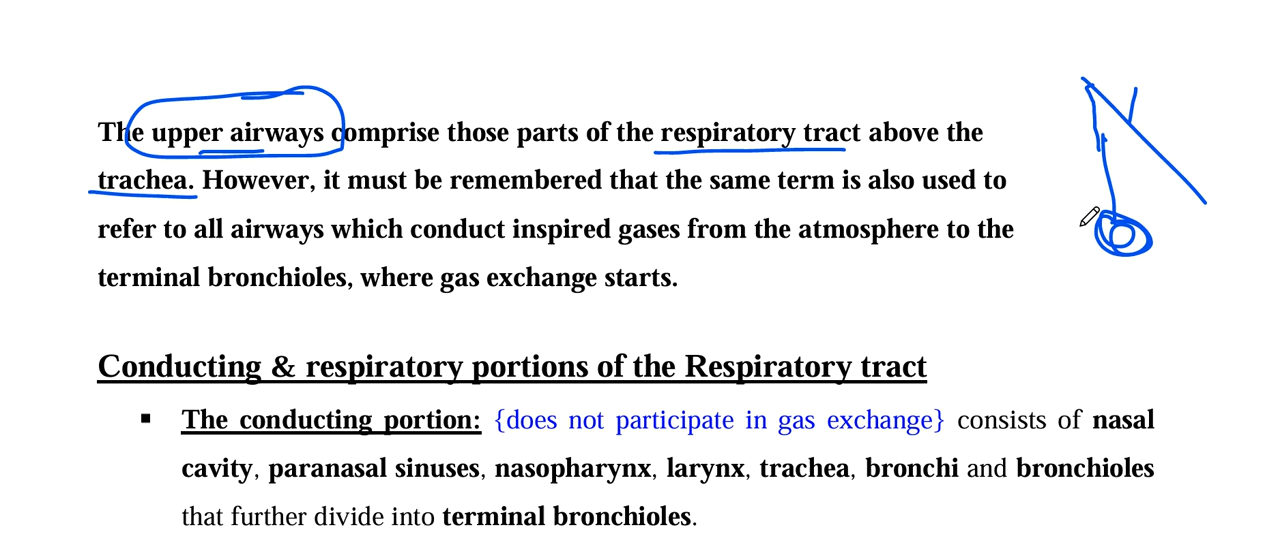 The upper airways comprise those parts of the respiratory tract above the
trachea. However, it must be remembered that the same term is also used to
refer to all airways which conduct inspired gases from the atmosphere to the
terminal bronchioles, where gas exchange starts.
Conducting & respiratory portions of the Respiratory tract
▪ The conducting portion: {does not participate in gas exchange} consists of nasal
cavity, paranasal sinuses, nasopharynx, larynx, trachea, bronchi and bronchioles
that further divide into terminal bronchioles.